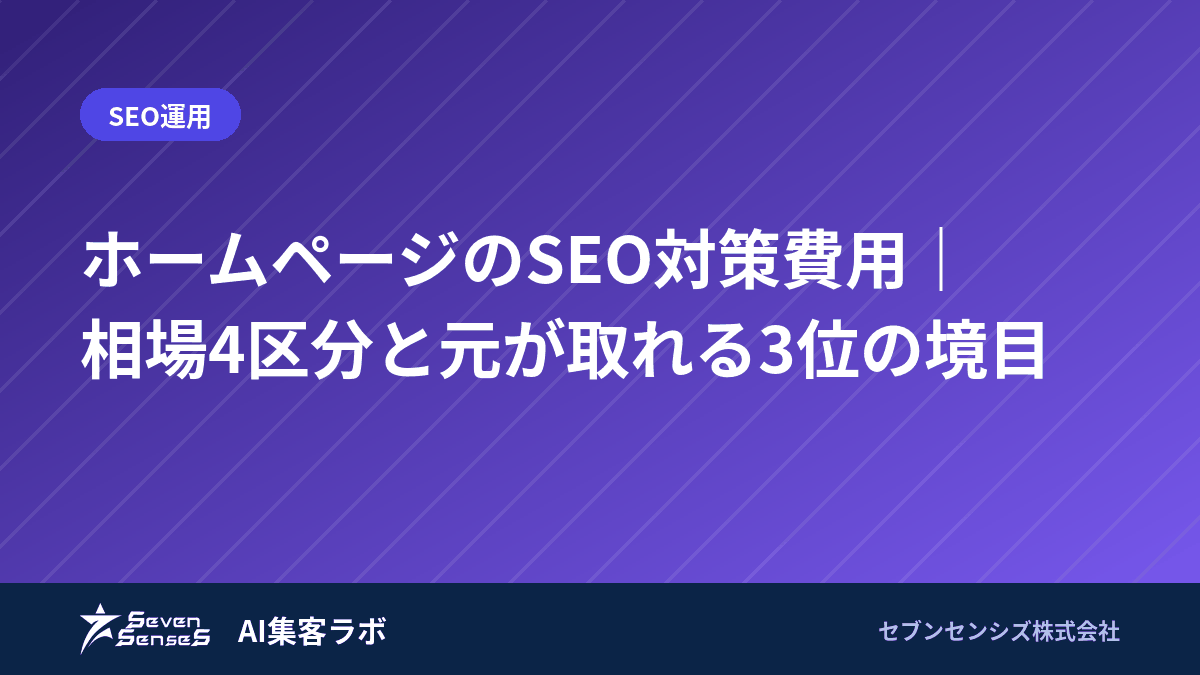 SEO運用
ホームページのSEO対策費用｜
相場4区分と元が取れる3位の境目
Seven
SenseS
AI集客ラボ
セブンセンシズ株式会社